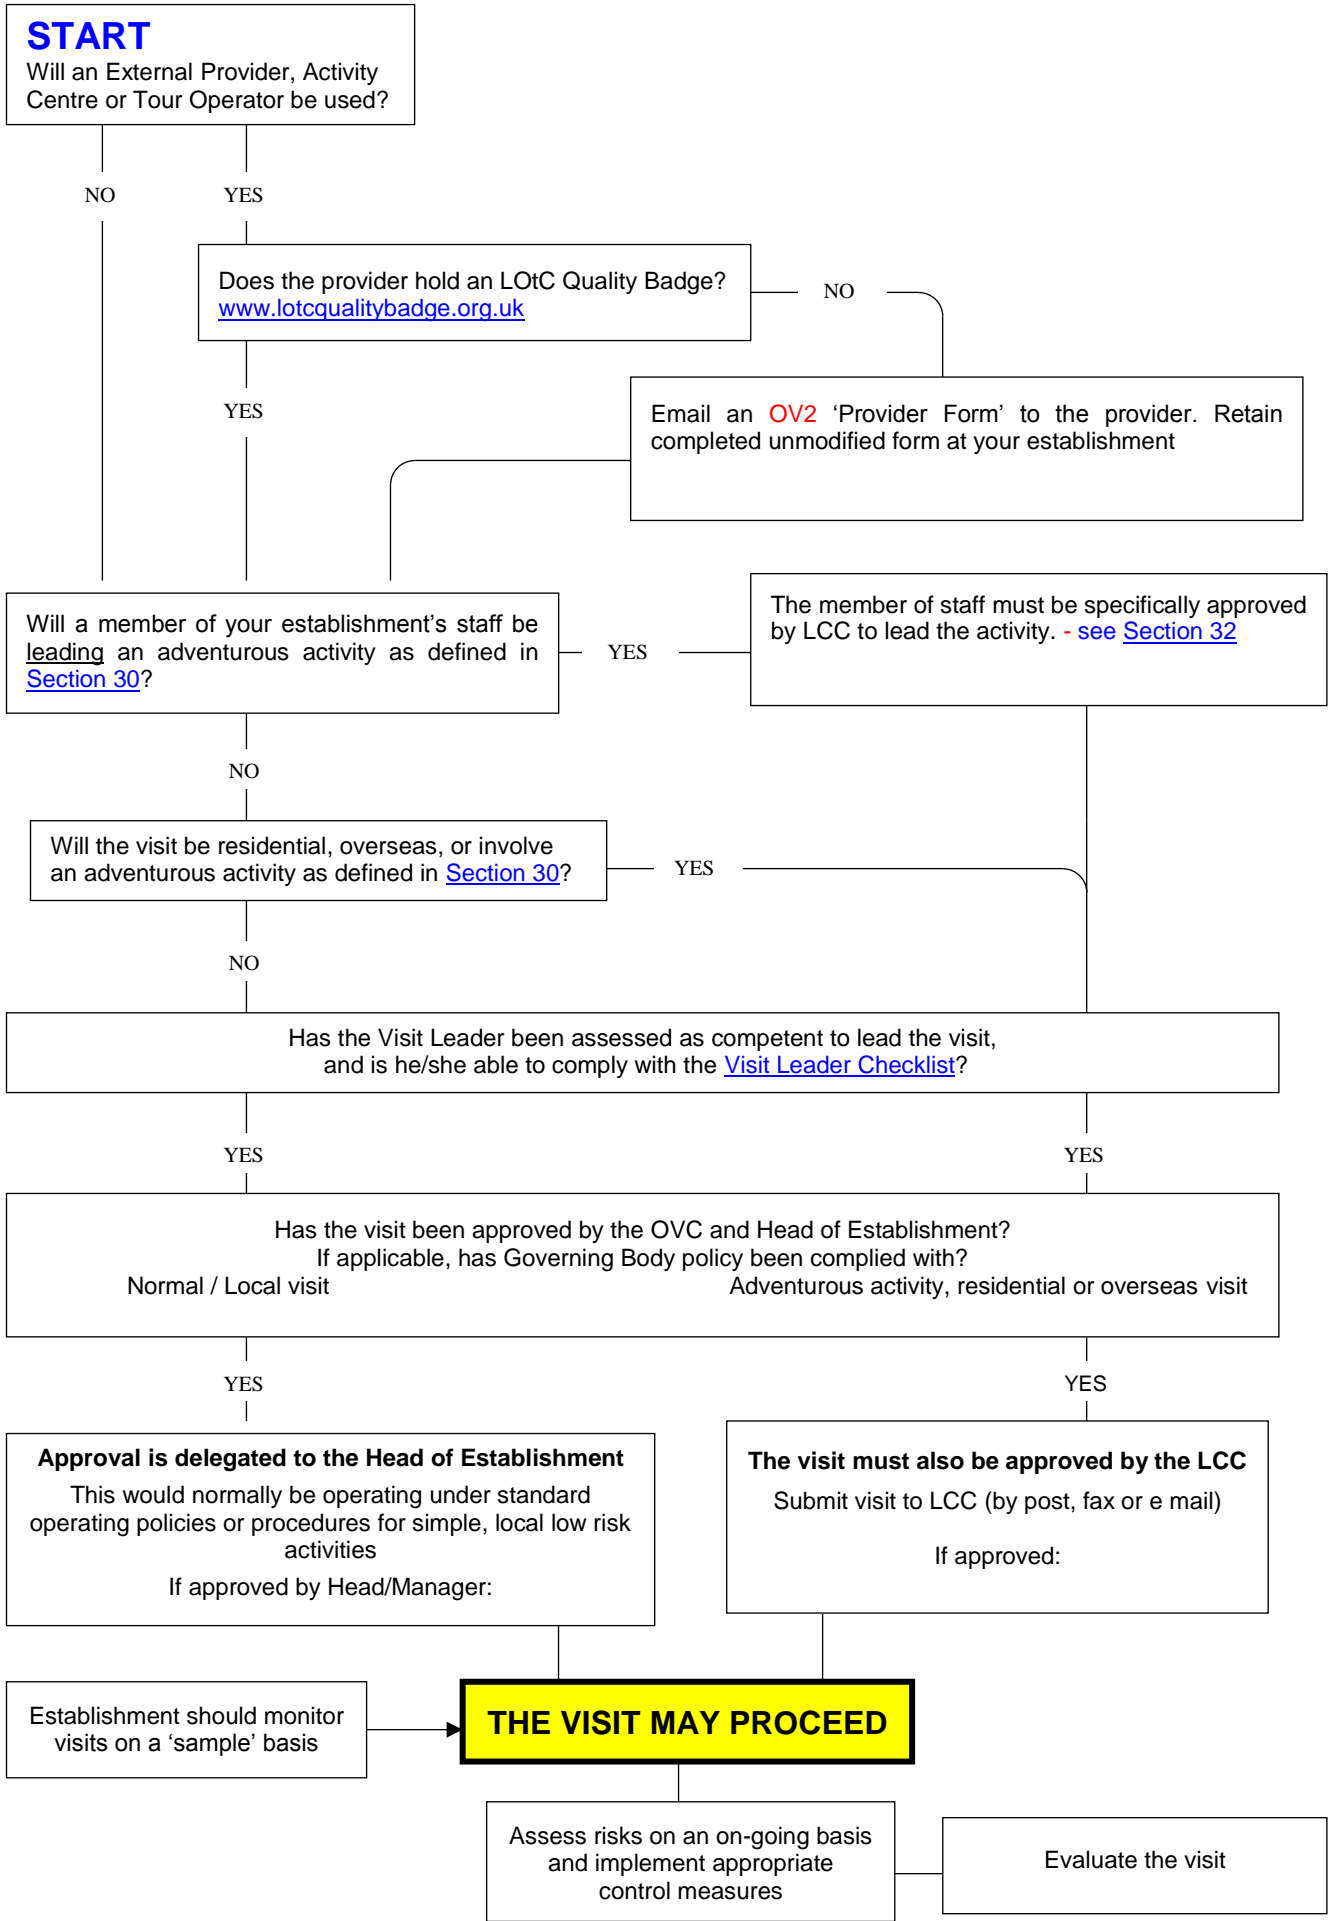 START
Will an External Provider, Activity
Centre or Tour Operator be used?
NO
YES
Does the provider hold an LOtC Quality Badge?
www.lotcqualitybadge.org.uk
NO
YES
Email an OV2 ‘Provider Form’ to the provider. Retain
completed unmodified form at your establishment
Will a member of your establishment’s staff be
leading an adventurous activity as defined in
Section 30?
YES
The member of staff must be specifically approved
by LCC to lead the activity. - see Section 32
NO
Will the visit be residential, overseas, or involve
an adventurous activity as defined in Section 30?
YES
NO
Has the Visit Leader been assessed as competent to lead the visit,
and is he/she able to comply with the Visit Leader Checklist?
YES
YES
Has the visit been approved by the OVC and Head of Establishment?
If applicable, has Governing Body policy been complied with?
Normal / Local visit
Adventurous activity, residential or overseas visit
YES
YES
Approval is delegated to the Head of Establishment
This would normally be operating under standard
operating policies or procedures for simple, local low risk
activities
If approved by Head/Manager:
The visit must also be approved by the LCC
Submit visit to LCC (by post, fax or e mail)
If approved:
Establishment should monitor
visits on a ‘sample’ basis
THE VISIT MAY PROCEED
Assess risks on an on-going basis
and implement appropriate
control measures
Evaluate the visit